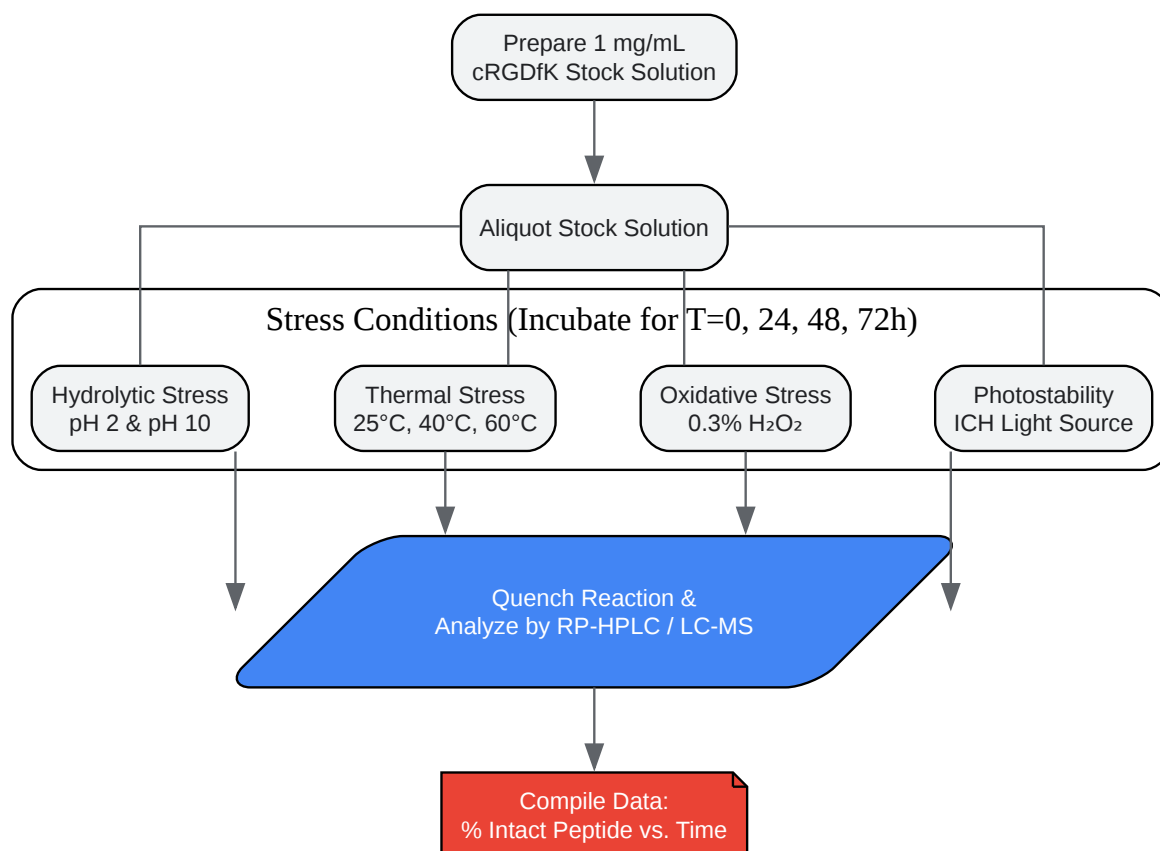 Prepare 1 mg/mL
cRGDfK Stock Solution
Aliquot Stock Solution
Stress Conditions (Incubate for T=0, 24, 48, 72h)
Hydrolytic Stress
pH 2 & pH 10
Thermal Stress
25°C, 40°C, 60°C
Oxidative Stress
0.3% H₂O₂
Photostability
ICH Light Source
Quench Reaction &
Analyze by RP-HPLC / LC-MS
Compile Data:
% Intact Peptide vs. Time